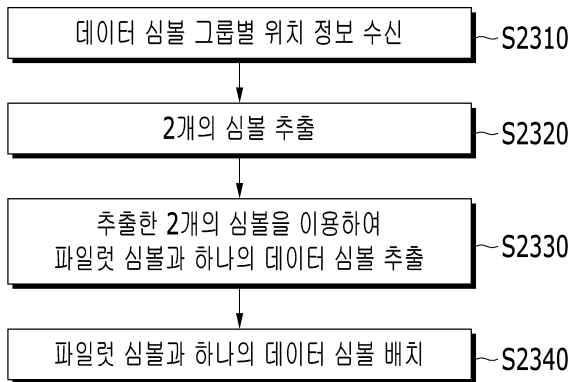 데이터 심볼 그룹별 위치 정보 수신
S2310
2개의 심볼 추출
S2320
추출한 2개의 심볼을 이용하여
파일럿 심볼과 하나의 데이터 심볼 추출
S2330
파일럿 심볼과 하나의 데이터 심볼 배치
S2340